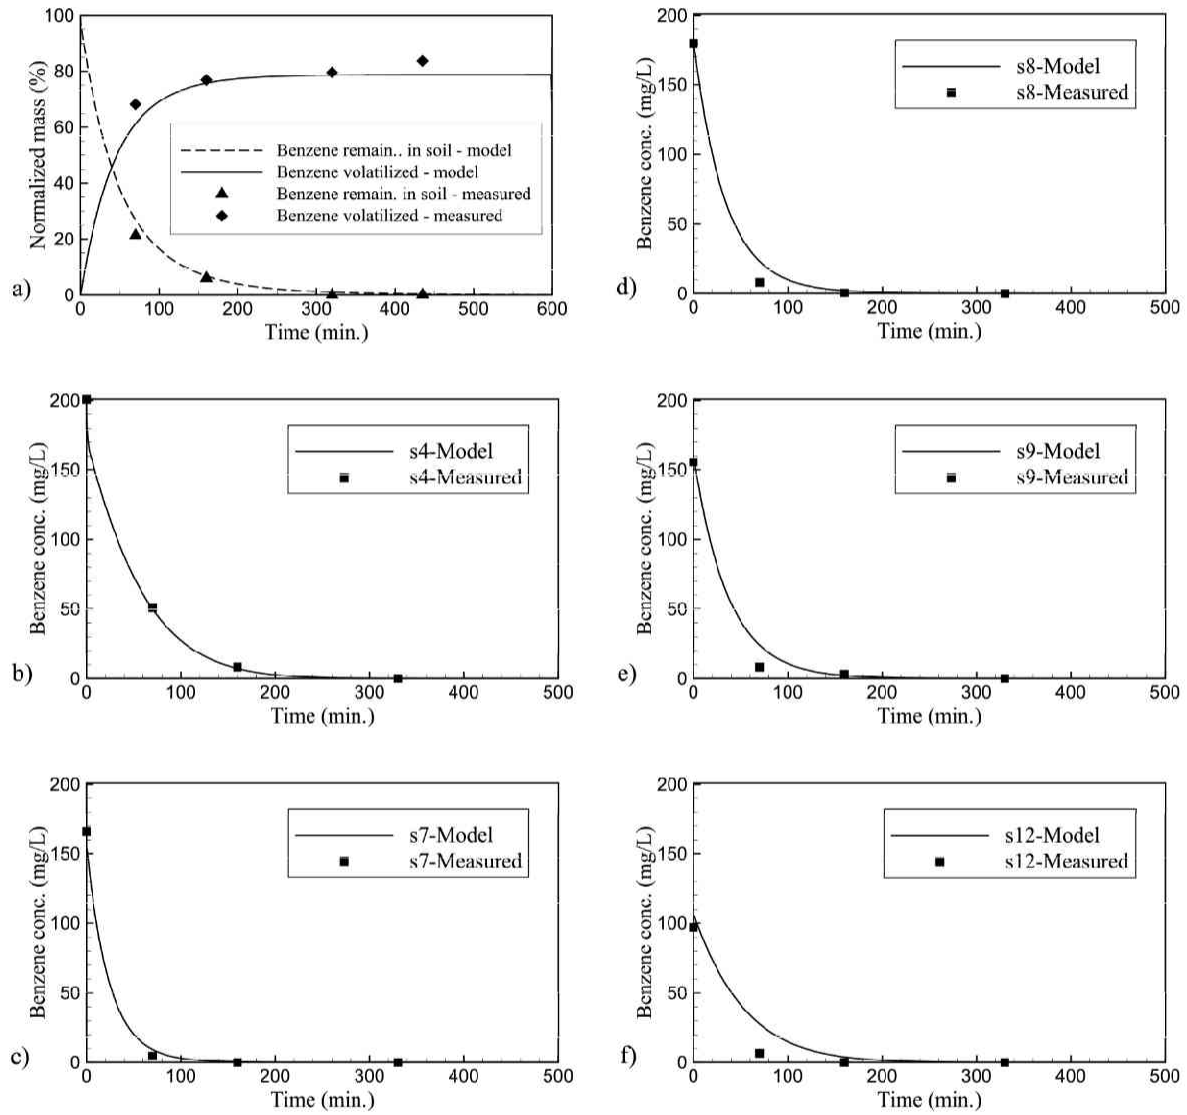 a)
Normalized mass (%)
100
80
60
40
20
0
Benzene remain.. in soil - model
Benzene volatilized - model
Benzene remain. in soil - measured
Benzene volatilized - measured
0 100 200 300 400 500 600
Time (min.)
d)
Benzene conc. (mg/L)
200
150
100
50
0
s8-Model
s8-Measured
0 100 200 300 400 500
Time (min.)
b)
Benzene conc. (mg/L)
200
150
100
50
0
s4-Model
s4-Measured
0 100 200 300 400 500
Time (min.)
e)
Benzene conc. (mg/L)
200
150
100
50
0
s9-Model
s9-Measured
0 100 200 300 400 500
Time (min.)
c)
Benzene conc. (mg/L)
200
150
100
50
0
s7-Model
s7-Measured
0 100 200 300 400 500
Time (min.)
f)
Benzene conc. (mg/L)
200
150
100
50
0
s12-Model
s12-Measured
0 100 200 300 400 500
Time (min.)